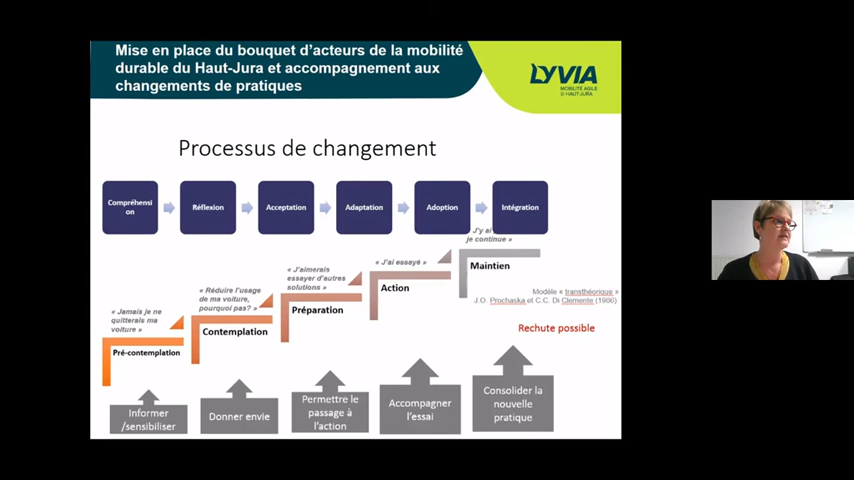 Mise en place du bouquet d'acteurs de la mobilité
durable du Haut-Jura et accompagnement aux
changements de pratiques
LYVIA
MOBILITÉ AGILE
HAUT-JURA
Processus de changement
Compréhensi
on
Réflexion
Acceptation
Adaptation
Adoption
Intégration
« Jamais je ne
quitterais ma
voiture »
Pré-contemplation
« Réduire l'usage
de ma voiture,
pourquoi pas? »
Contemplation
« J'aimerais
essayer d'autres
solutions »
Préparation
« J'ai essayé »
Action
J'y ai
je continue »
Maintien
Modèle « transthéorique »
J.O. Prochaska et C.C. Di Clemente (1986)
Rechute possible
Informer
/sensibiliser
Donner envie
Permettre le
passage à
l'action
Accompagner
l'essai
Consolider la
nouvelle
pratique